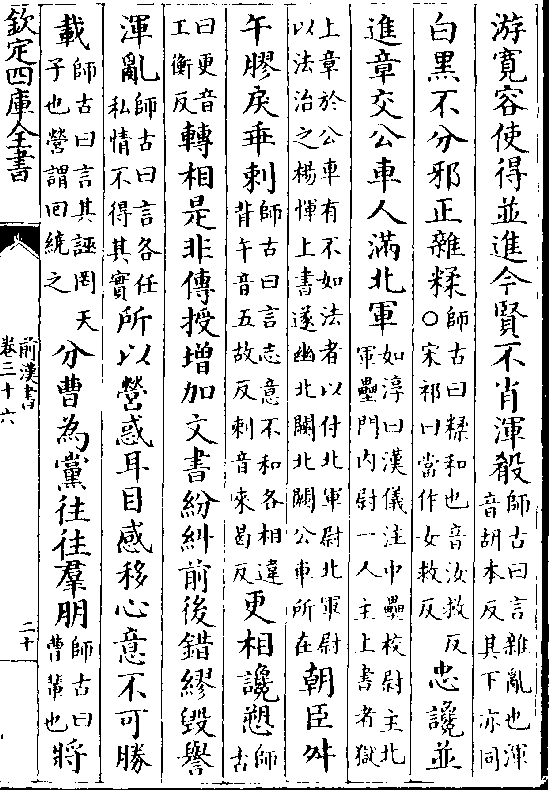 游寛容使得並進今賢不肖渾殽師古曰言雜亂也渾音胡本反其下亦同
白黒不分邪正雜糅師古曰糅和也音汝救反〇宋祁曰當作女救反忠讒並
進章交公車人滿北軍如淳曰漢儀注中壘校尉主北軍壘門内尉一人主上書者獄
上章於公車有不如法者以付北軍尉北軍尉以法治之楊惲上書遂幽北闕北闕公車所在朝臣舛
午膠戾乖剌師古曰言志意不和各相違背午音五故反剌音來曷反更相讒愬師古
曰更音工衡反轉相是非傳授增加文書紛糾前後錯繆毀譽
渾亂師古曰言各任私情不得其實所以營惑耳目感移心意不可勝
載師古曰言其誣罔天子也營謂回繞之分曹為黨往往羣朋師古曰曹輩也將
欽定四庫全書
前漢書
卷三十六
二十